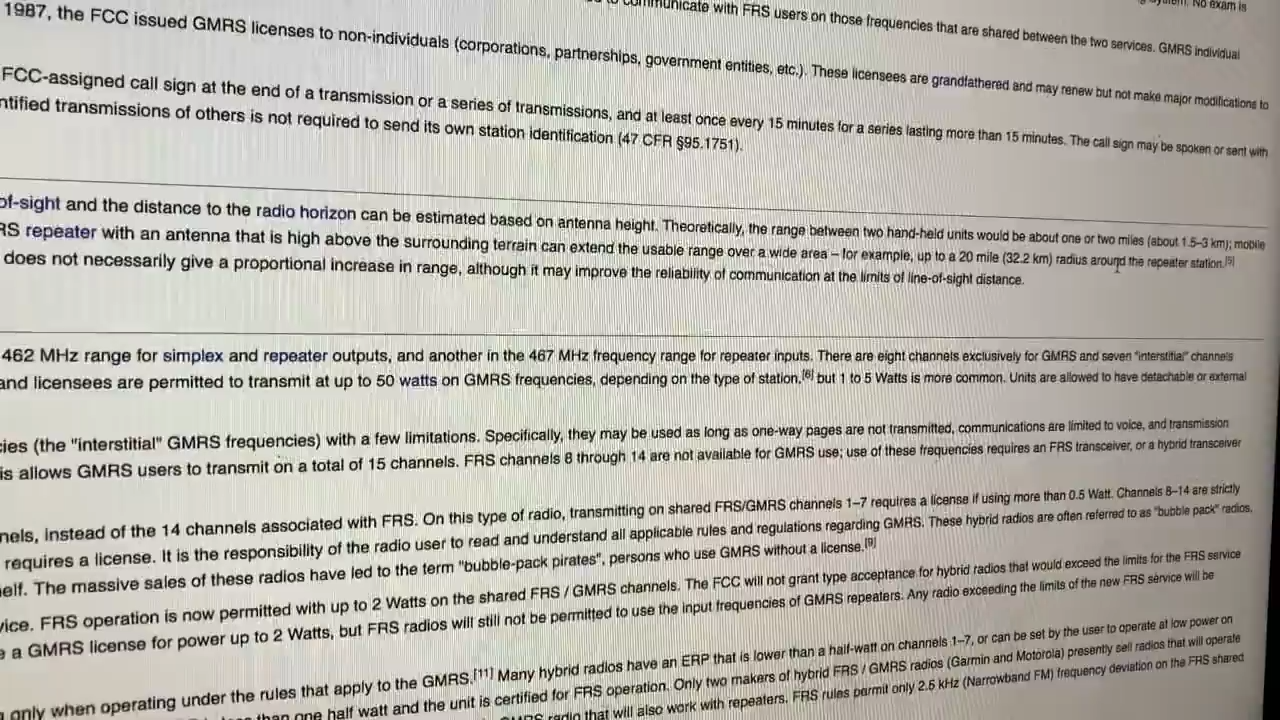 system. No exam is
communicate with FRS users on those frequencies that are shared between the two services. GMRS individual
1987, the FCC issued GMRS licenses to non-individuals (corporations, partnerships, government entities, etc.). These licensees are grandfathered and may renew but not make major modifications to
FCC-assigned call sign at the end of a transmission or a series of transmissions, and at least once every 15 minutes for a series lasting more than 15 minutes. The call sign may be spoken or sent with
ntified transmissions of others is not required to send its own station identification (47 CFR §95.1751).
of-sight and the distance to the radio horizon can be estimated based on antenna height. Theoretically, the range between two hand-held units would be about one or two miles (about 1.5–3 km); mobile
RS repeater with an antenna that is high above the surrounding terrain can extend the usable range over a wide area – for example, up to a 20 mile (32.2 km) radius around the repeater station.[5]
does not necessarily give a proportional increase in range, although it may improve the reliability of communication at the limits of line-of-sight distance.
462 MHz range for simplex and repeater outputs, and another in the 467 MHz frequency range for repeater inputs. There are eight channels exclusively for GMRS and seven "interstitial" channels
and licensees are permitted to transmit at up to 50 watts on GMRS frequencies, depending on the type of station,[6] but 1 to 5 Watts is more common. Units are allowed to have detachable or external
cies (the "interstitial" GMRS frequencies) with a few limitations. Specifically, they may be used as long as one-way pages are not transmitted, communications are limited to voice, and transmission
is allows GMRS users to transmit on a total of 15 channels. FRS channels 8 through 14 are not available for GMRS use; use of these frequencies requires an FRS transceiver, or a hybrid transceiver
nels, instead of the 14 channels associated with FRS. On this type of radio, transmitting on shared FRS/GMRS channels 1–7 requires a license if using more than 0.5 Watt. Channels 8–14 are strictly
requires a license. It is the responsibility of the radio user to read and understand all applicable rules and regulations regarding GMRS. These hybrid radios are often referred to as "bubble pack" radios,
elf. The massive sales of these radios have led to the term "bubble-pack pirates", persons who use GMRS without a license.[9]
vice. FRS operation is now permitted with up to 2 Watts on the shared FRS / GMRS channels. The FCC will not grant type acceptance for hybrid radios that would exceed the limits for the FRS service
e a GMRS license for power up to 2 Watts, but FRS radios will still not be permitted to use the input frequencies of GMRS repeaters. Any radio exceeding the limits of the new FRS service will be
only when operating under the rules that apply to the GMRS.[11] Many hybrid radios have an ERP that is lower than a half-watt on channels 1–7, or can be set by the user to operate at low power on
than one half watt and the unit is certified for FRS operation. Only two makers of hybrid FRS / GMRS radios (Garmin and Motorola) presently sell radios that will operate
GMRS radio that will also work with repeaters. FRS rules permit only 2.5 kHz (Narrowband FM) frequency deviation on the FRS shared